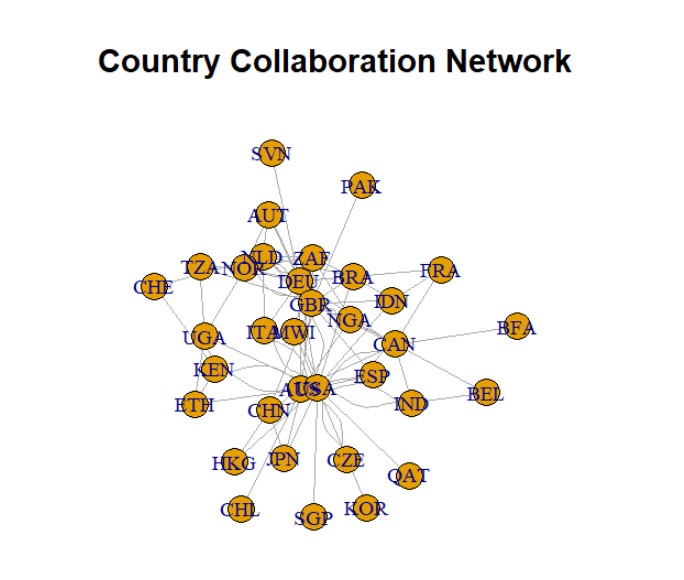 Country Collaboration Network
SVN
PAK
AUT
NLD
ZAF
TZA
NOR
DEU
BRA
FRA
CHE
GBR
IDN
NGA
BFA
UGA
ITA
MWI
CAN
KEN
ESP
AUS
USA
BEL
ETH
CHN
IND
HKG
JPN
CZE
QAT
CHL
SGP
KOR